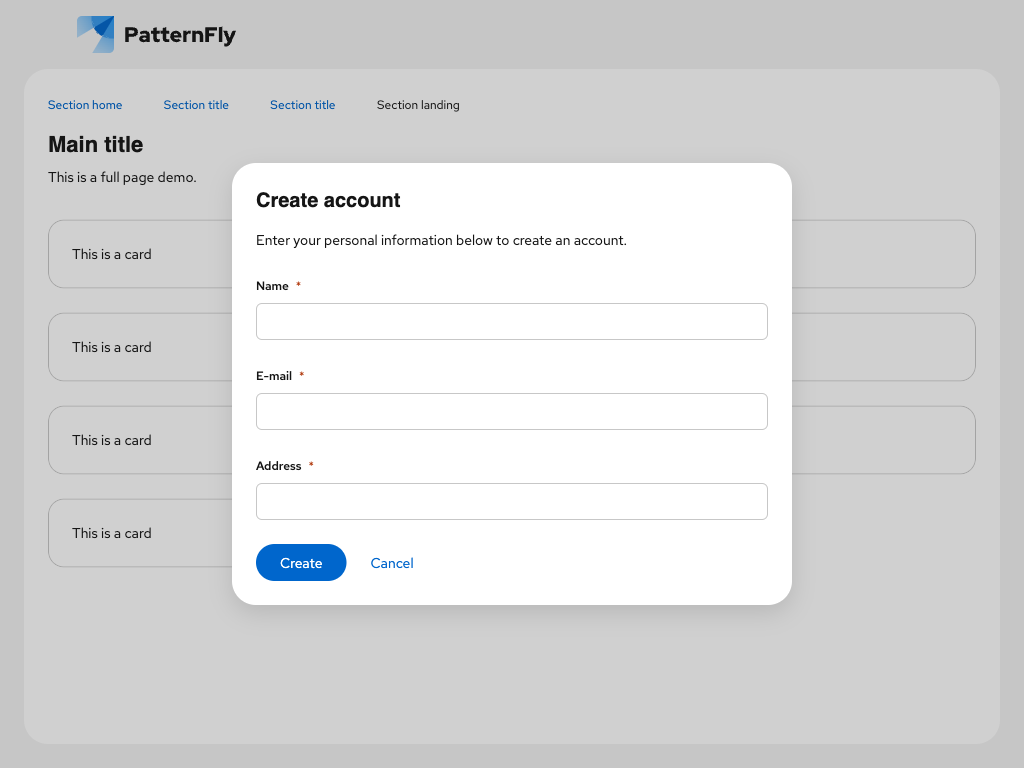 PatternFly
Section home
Section title
Section title
Section landing
Main title
This is a full page demo.
This is a card
This is a card
This is a card
This is a card
Create account
Enter your personal information below to create an account.
Name *
E-mail *
Address *
Create
Cancel